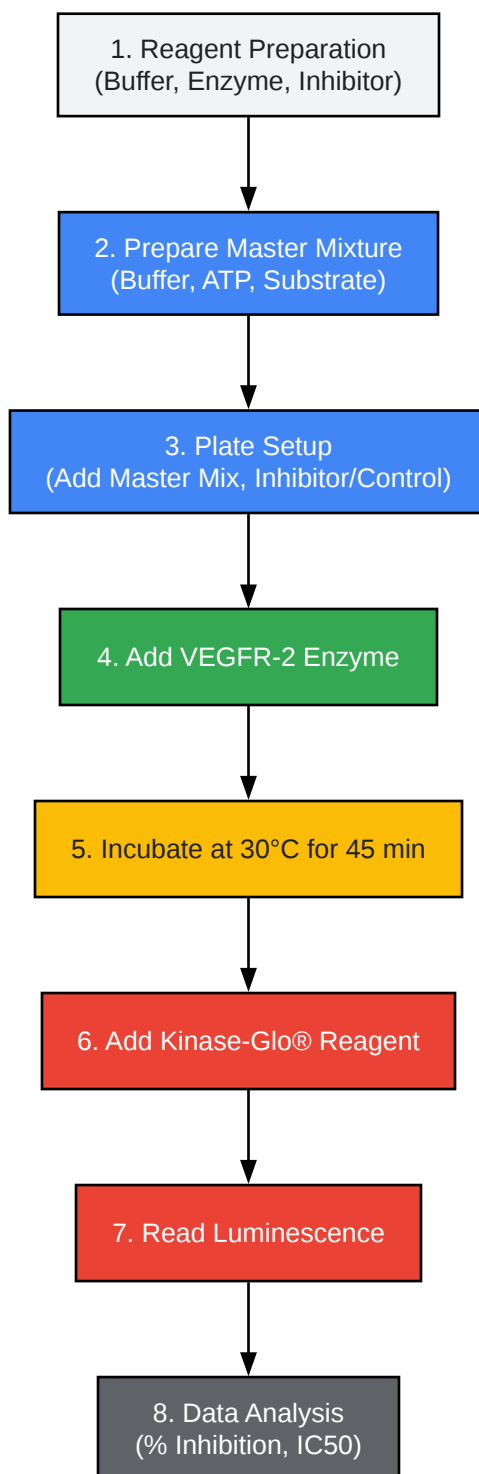 1. Reagent Preparation
(Buffer, Enzyme, Inhibitor)
2. Prepare Master Mixture
(Buffer, ATP, Substrate)
3. Plate Setup
(Add Master Mix, Inhibitor/Control)
4. Add VEGFR-2 Enzyme
5. Incubate at 30°C for 45 min
6. Add Kinase-Glo® Reagent
7. Read Luminescence
8. Data Analysis
(% Inhibition, IC50)